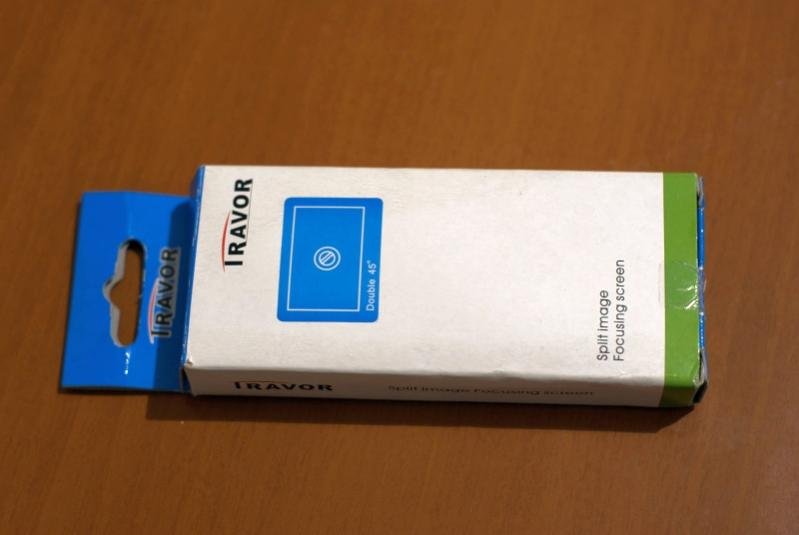 TRAVOR
TRAVOR
Double 45°
Split image
Focusing screen
TRAVOR
Split image Focusing screen